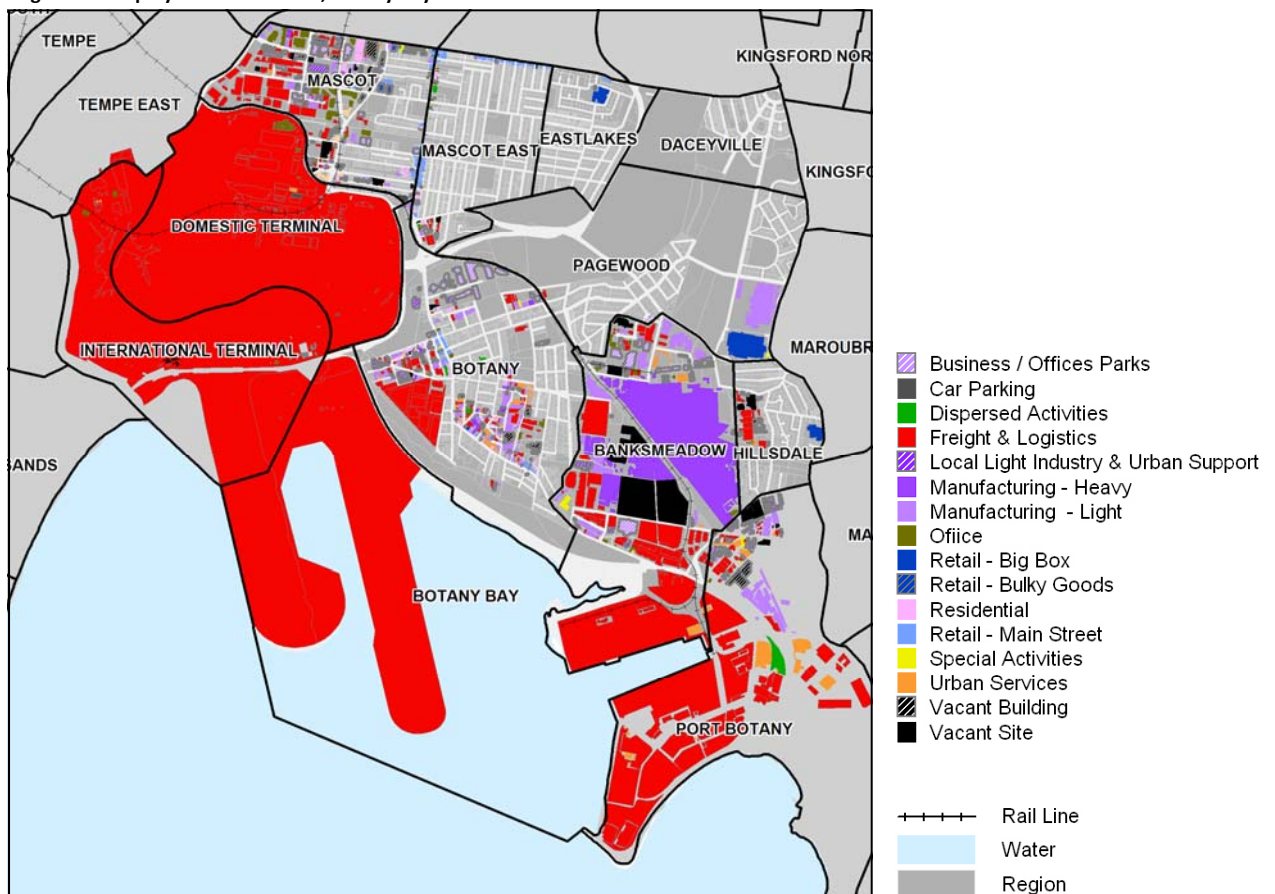 TEMPE
KINGSFORD NOR
TEMPE EAST
MASCOT
MASCOT EAST
EASTLAKES
DACEYVILLE
KINGSFO
DOMESTIC TERMINAL
PAGEWOOD
INTERNATIONAL TERMINAL
MAROUBR
BOTANY
SANDS
BANKSMEADOW
HILLSDALE
MA
BOTANY BAY
PORT BOTANY
Business / Offices Parks
Car Parking
Dispersed Activities
Freight & Logistics
Local Light Industry & Urban Support
Manufacturing - Heavy
Manufacturing - Light
Ofiice
Retail - Big Box
Retail - Bulky Goods
Residential
Retail - Main Street
Special Activities
Urban Services
Vacant Building
Vacant Site
Rail Line
Water
Region